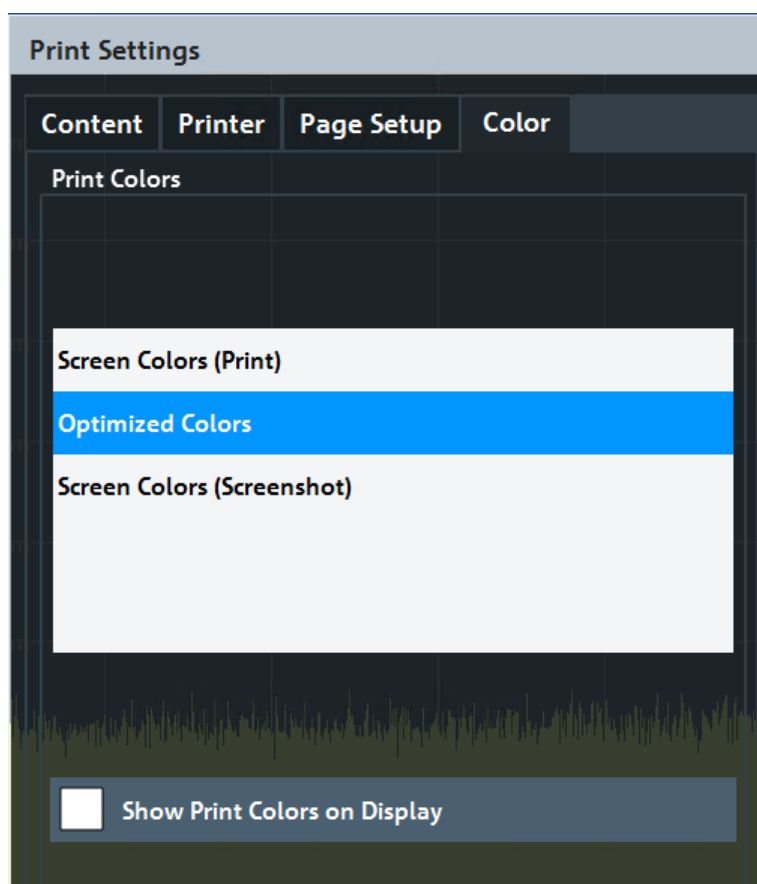 Print Settings
Content Printer Page Setup Color
Print Colors
Screen Colors (Print)
Optimized Colors
Screen Colors (Screenshot)
Show Print Colors on Display